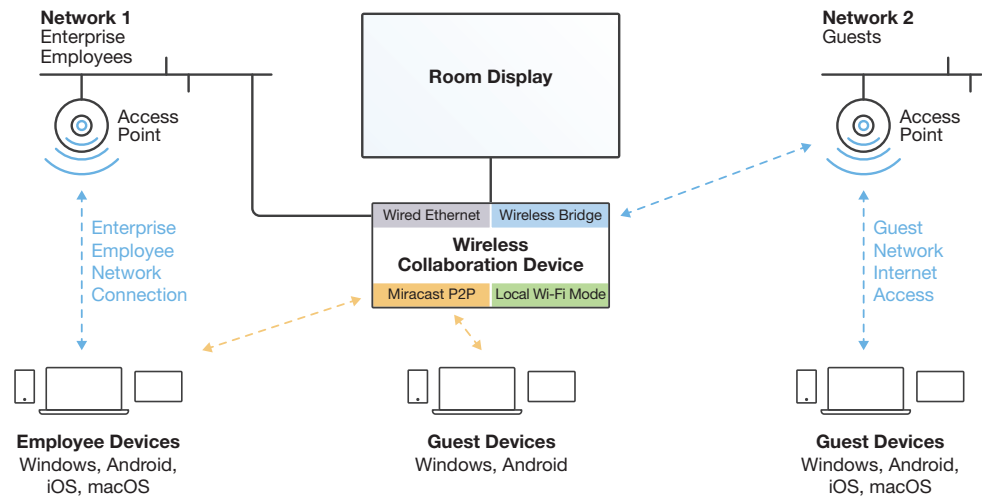 Network 1
Enterprise
Employees
Access
Point
Room Display
Network 2
Guests
Access
Point
Enterprise
Employee
Network
Connection
Wired Ethernet
Wireless Bridge
Wireless
Collaboration Device
Miracast P2P
Local Wi-Fi Mode
Guest
Network
Internet
Access
Employee Devices
Windows, Android,
iOS, macOS
Guest Devices
Windows, Android
Guest Devices
Windows, Android,
iOS, macOS